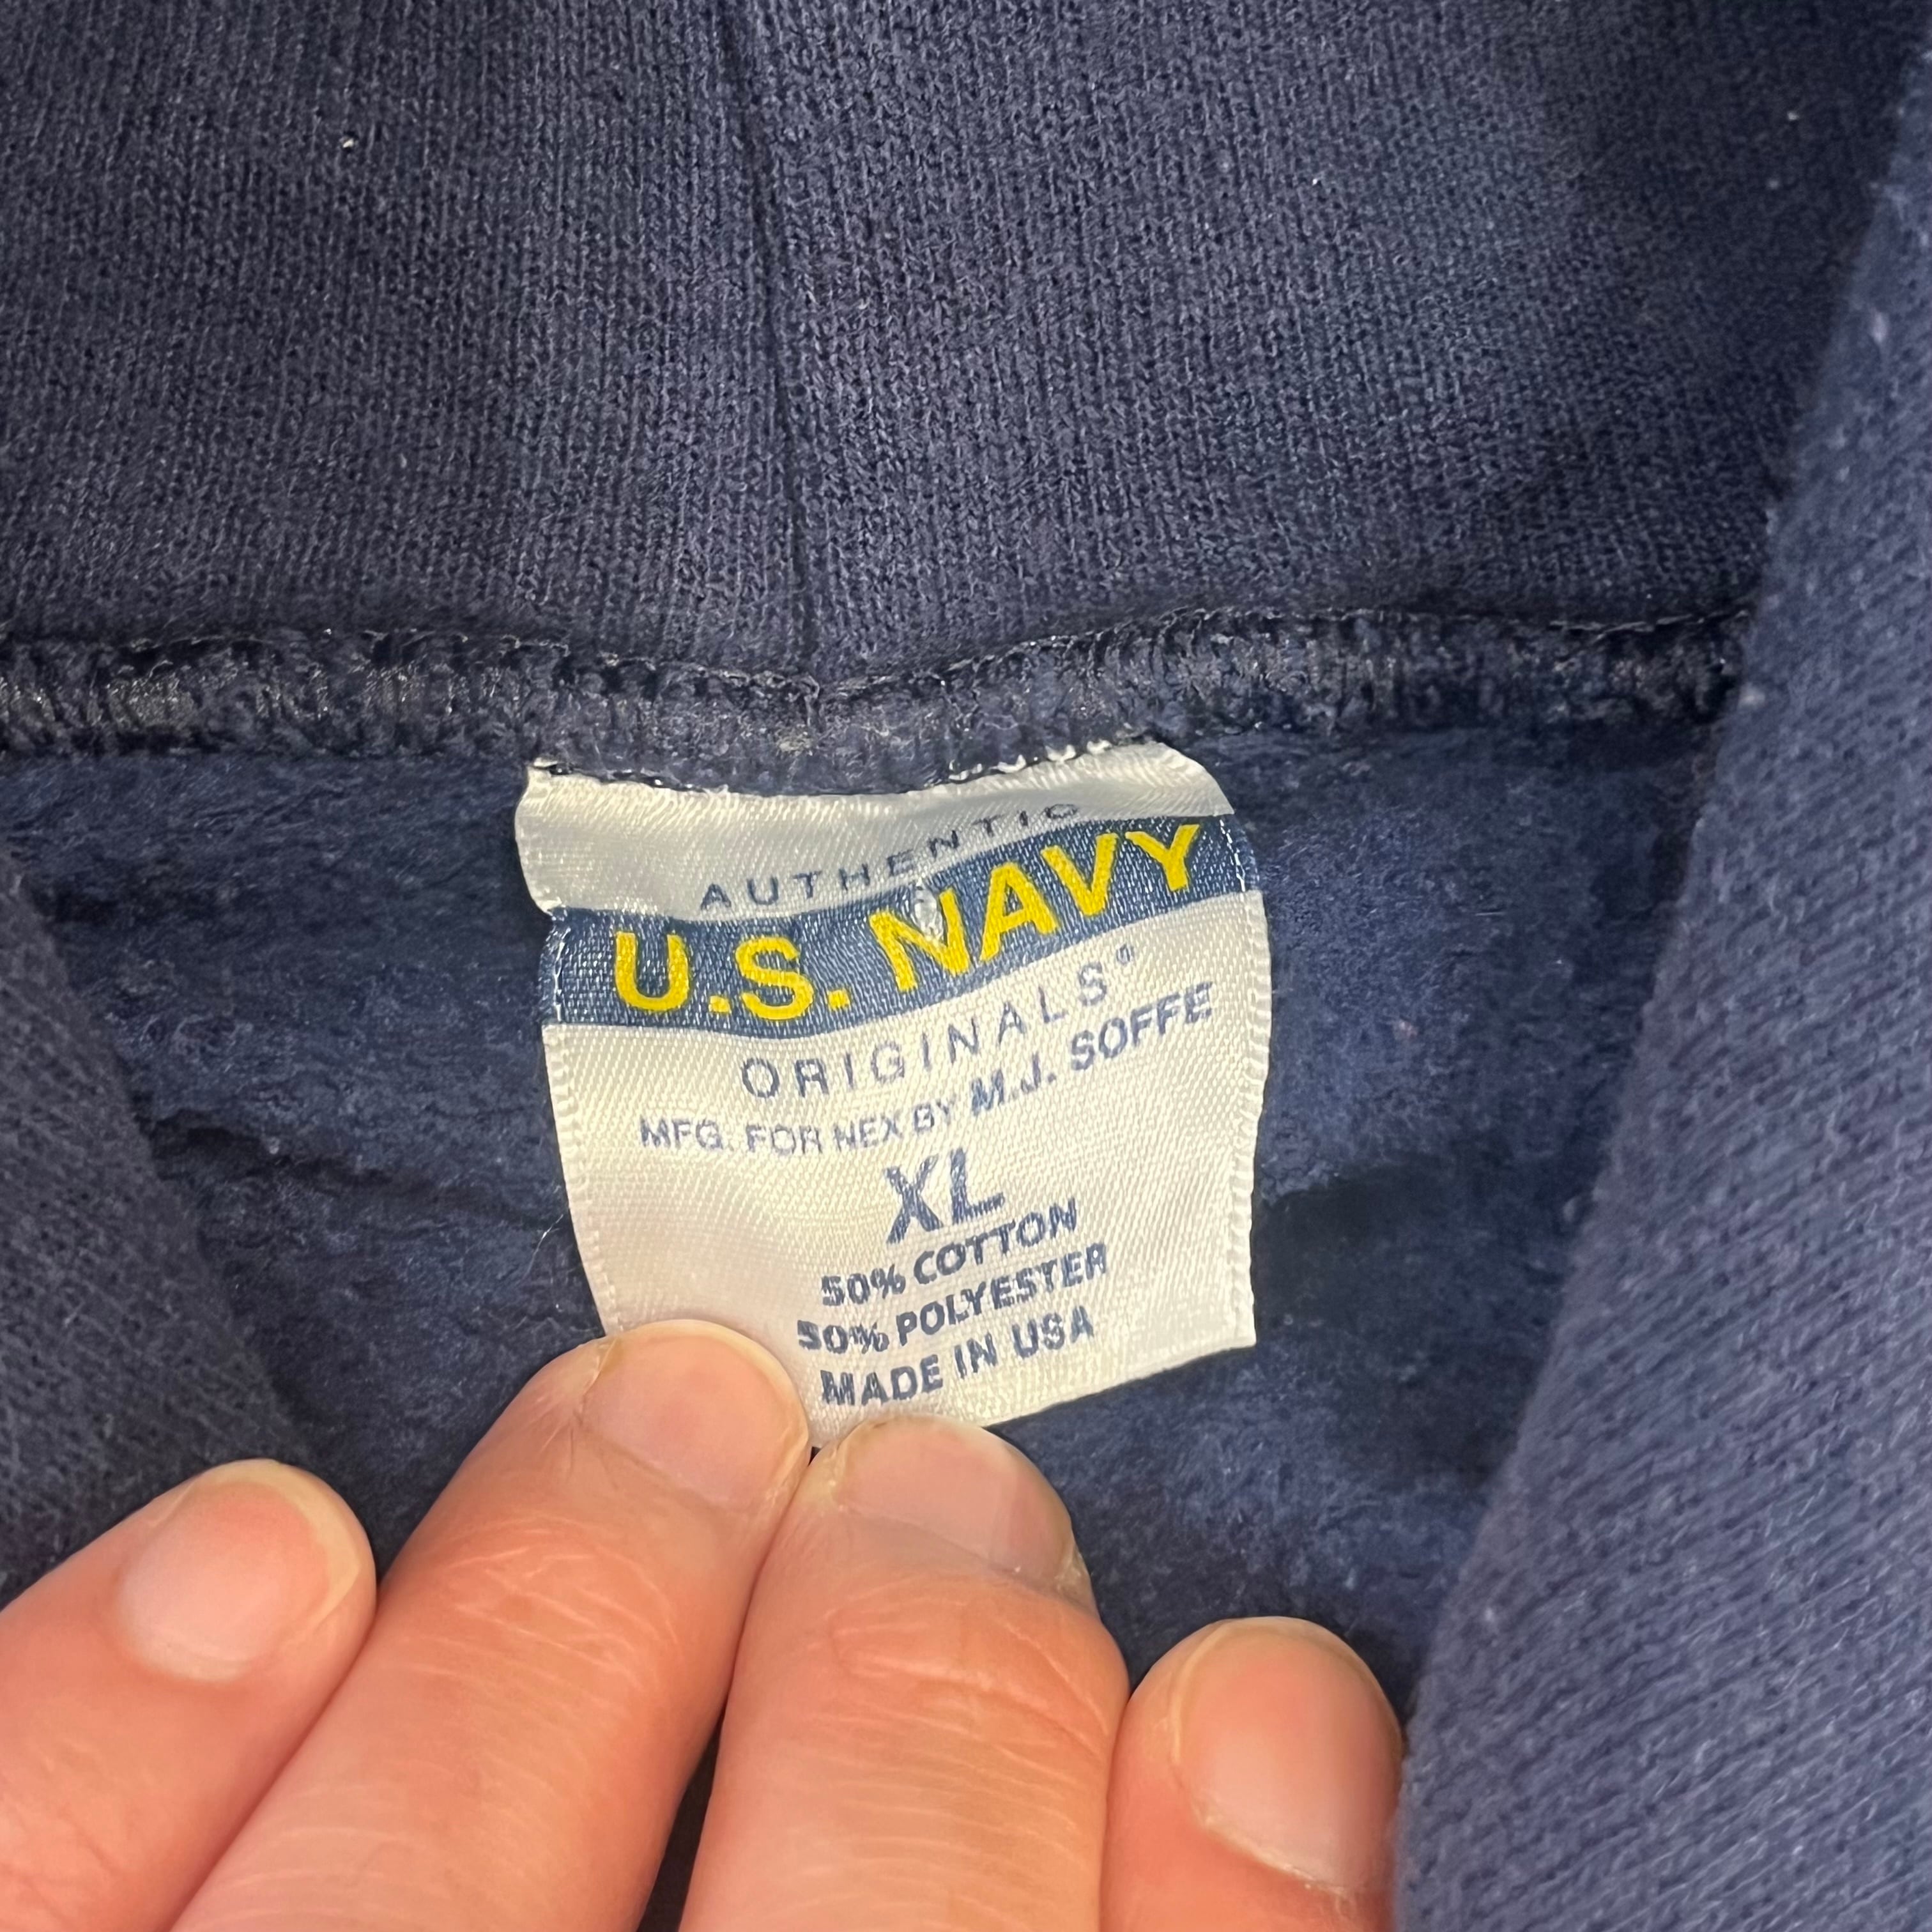 AUTHENTIC
U.S. NAVY
ORIGINALS®
MFG. FOR NEX BY M.J. SOFFE
XL
50% COTTON
50% POLYESTER
MADE IN USA